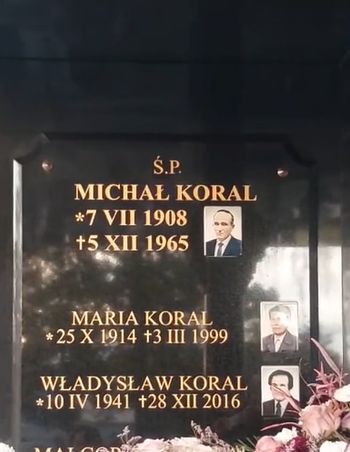 Ś.P.
MICHAŁ KORAL
*7 VII 1908
†5 XII 1965
MARIA KORAL
*25 X 1914 †3 III 1999
WŁADYSŁAW KORAL
*10 IV 1941 †28 XII 2016